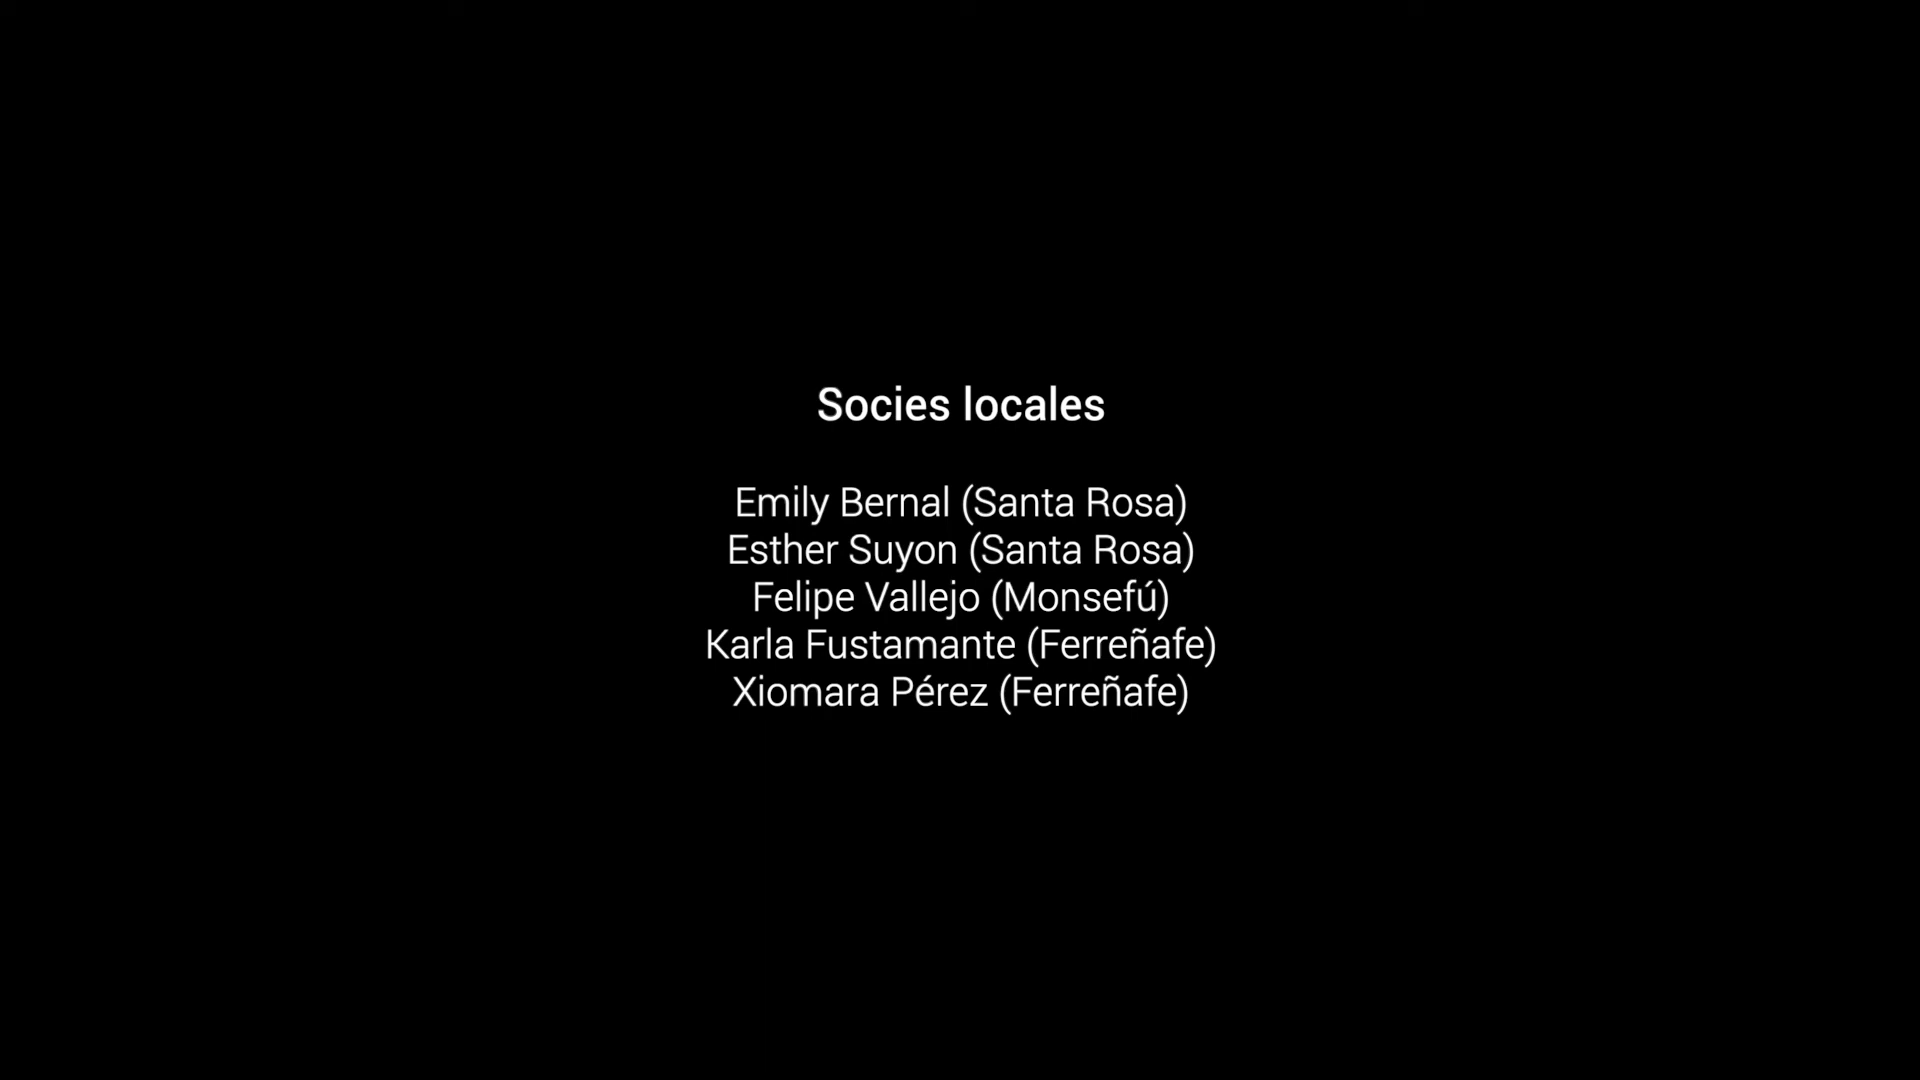 Socies locales
Emily Bernal (Santa Rosa)
Esther Suyon (Santa Rosa)
Felipe Vallejo (Monsefú)
Karla Fustamante (Ferreñafe)
Xiomara Pérez (Ferreñafe)